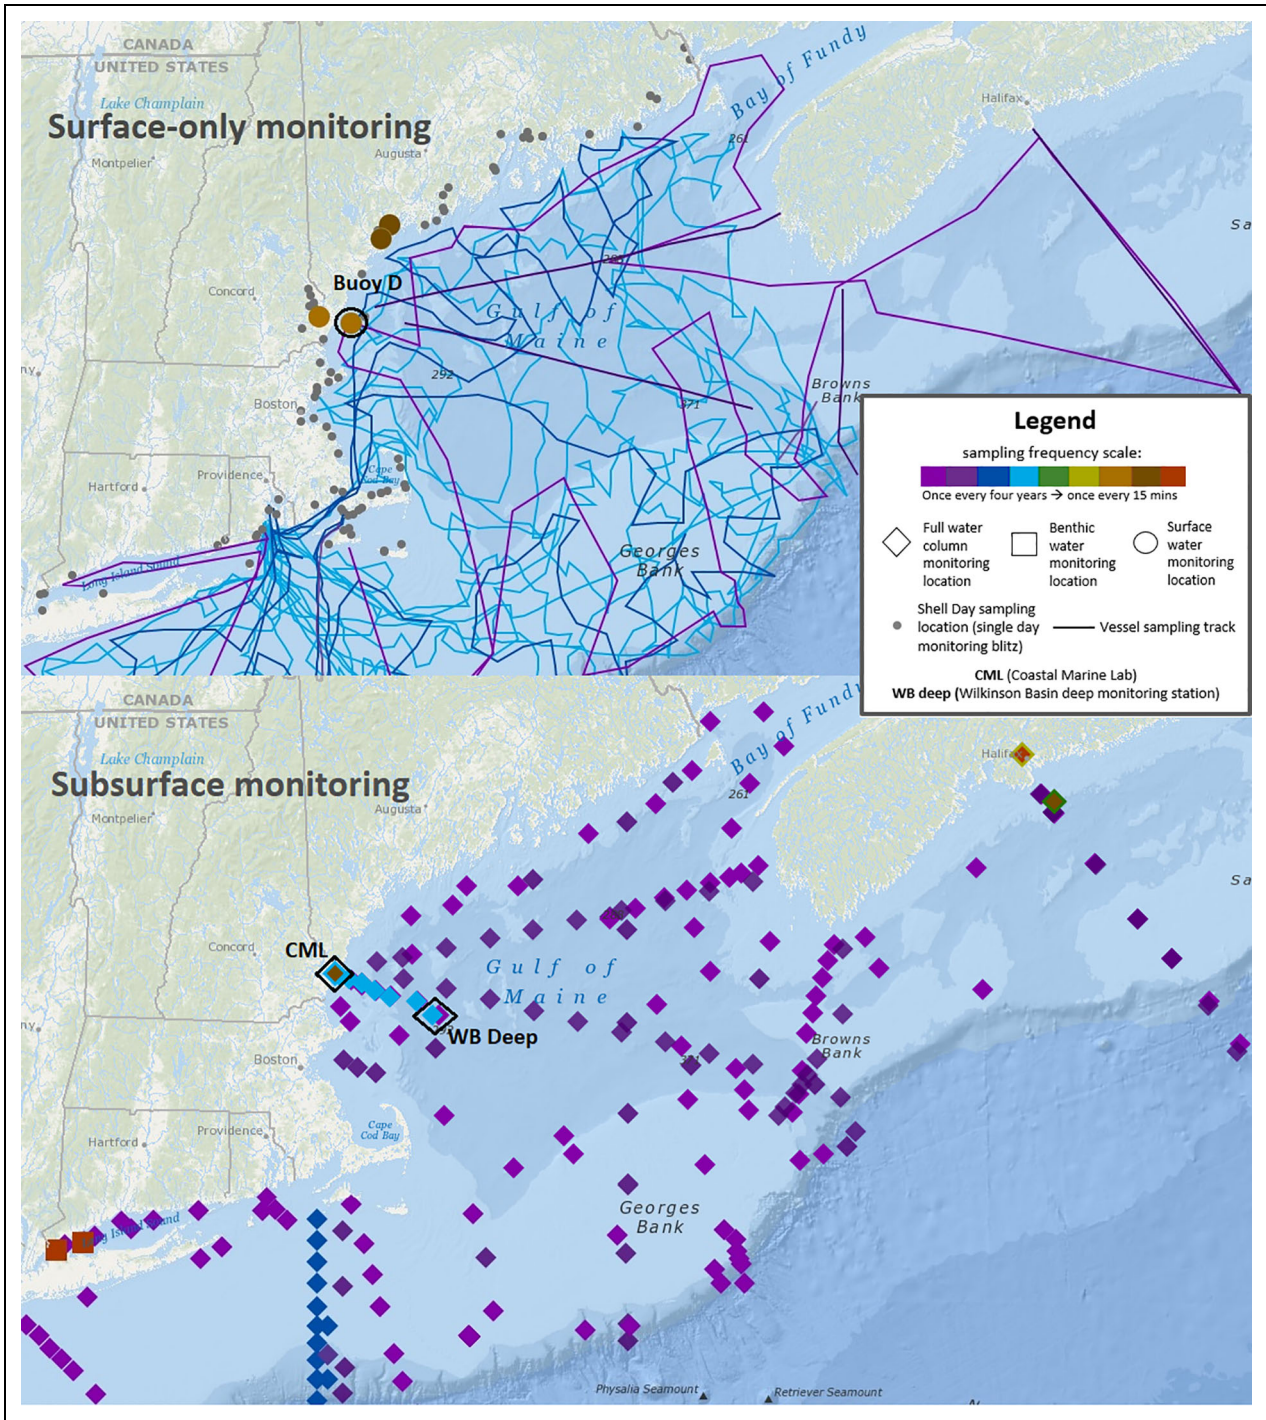 CANADA
UNITED STATES
Lake Champlain
Surface-only monitoring
Montpelier
Augusta
Bay of Fundy
261
Halifax
Sa
Buoy D
Concord
Gulf of
Maine
292
371
Browns
Bank
Boston
Providence
Cape
Cod Bay
Hartford
ny
Long Island Sound
Georges
Bank
Legend
sampling frequency scale:
Once every four years → once every 15 mins
Full water
column
monitoring
location
Benthic
water
monitoring
location
Surface
water
monitoring
location
Shell Day sampling
location (single day
monitoring blitz)
Vessel sampling track
CML (Coastal Marine Lab)
WB deep (Wilkinson Basin deep monitoring station)
CANADA
UNITED STATES
Lake Champlain
Subsurface monitoring
Montpelier
Augusta
Bay of Fundy
261
Halifa
Sa
CML
Concord
Gulf of
Maine
WB Deep
Browns
Bank
Boston
ny
Cape
Cod Bay
Hartford
Providence
Long Island Sound
Georges
Bank
Physalia Seamount
Retriever Seamount